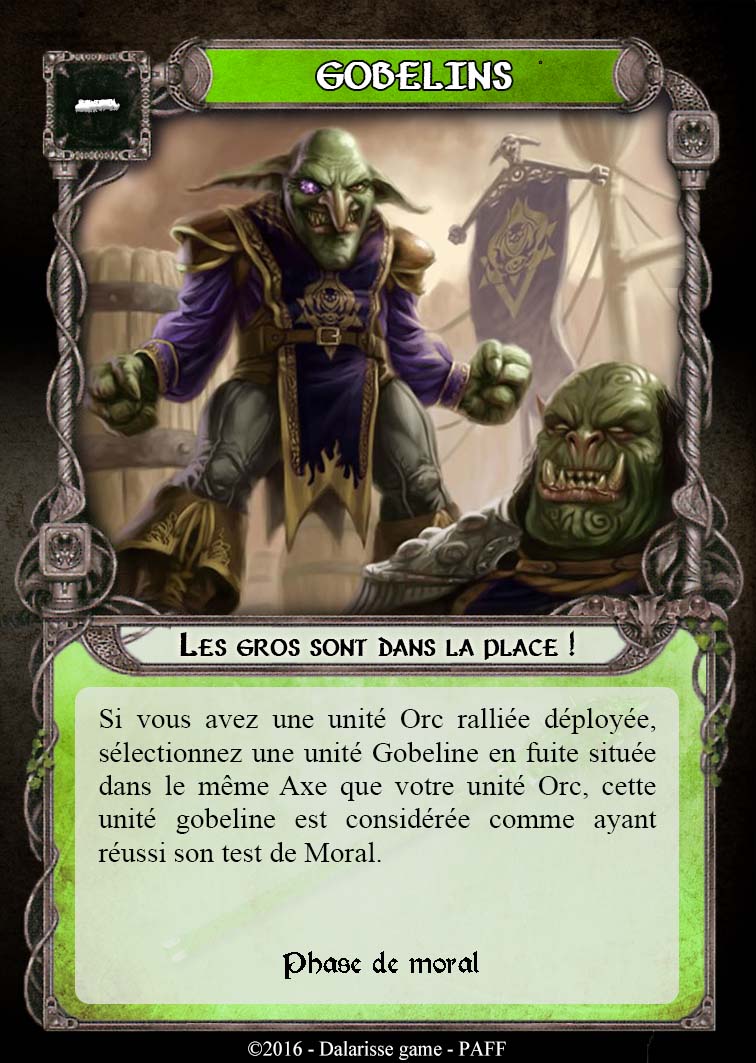 GOBELINS
-
Les gros sont dans la place !
Si vous avez une unité Orc ralliée déployée,
sélectionnez une unité Gobeline en fuite située
dans le même Axe que votre unité Orc, cette
unité gobeline est considérée comme ayant
réussi son test de Moral.
Phase de moral
©2016 - Dalarisse game - PAFF